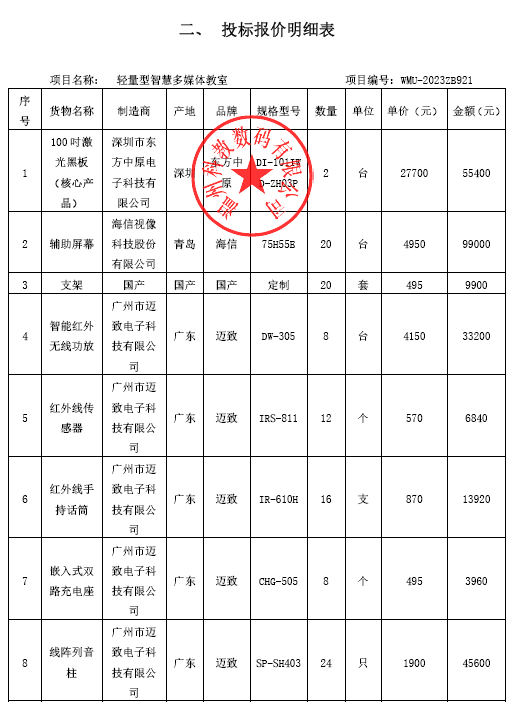 二、 投标报价明细表
项目名称： 轻量型智慧多媒体教室 项目编号：WMU-2023ZB921
序号 货物名称 制造商 产地 品牌 规格型号 数量 单位 单价（元） 金额（元）
1 100吋激光黑板（核心产品） 深圳市东方中原电子科技有限公司 深圳 东方中原 2 台 27700 55400
2 辅助屏幕 海信视像科技股份有限公司 青岛 海信 75H55E 20 台 4950 99000
3 支架 国产 国产 国产 定制 20 套 495 9900
4 智能红外无线功放 广州市迈致电子科技有限公司 广东 迈致 DW-305 8 台 4150 33200
5 红外线传感器 广州市迈致电子科技有限公司 广东 迈致 IRS-811 12 个 570 6840
6 红外线手持话筒 广州市迈致电子科技有限公司 广东 迈致 IR-610H 16 支 870 13920
7 嵌入式双路充电座 广州市迈致电子科技有限公司 广东 迈致 CHG-505 8 个 495 3960
8 线阵列音柱 广州市迈致电子科技有限公司 广东 迈致 SP-SH403 24 只 1900 45600
科教数码有限公司